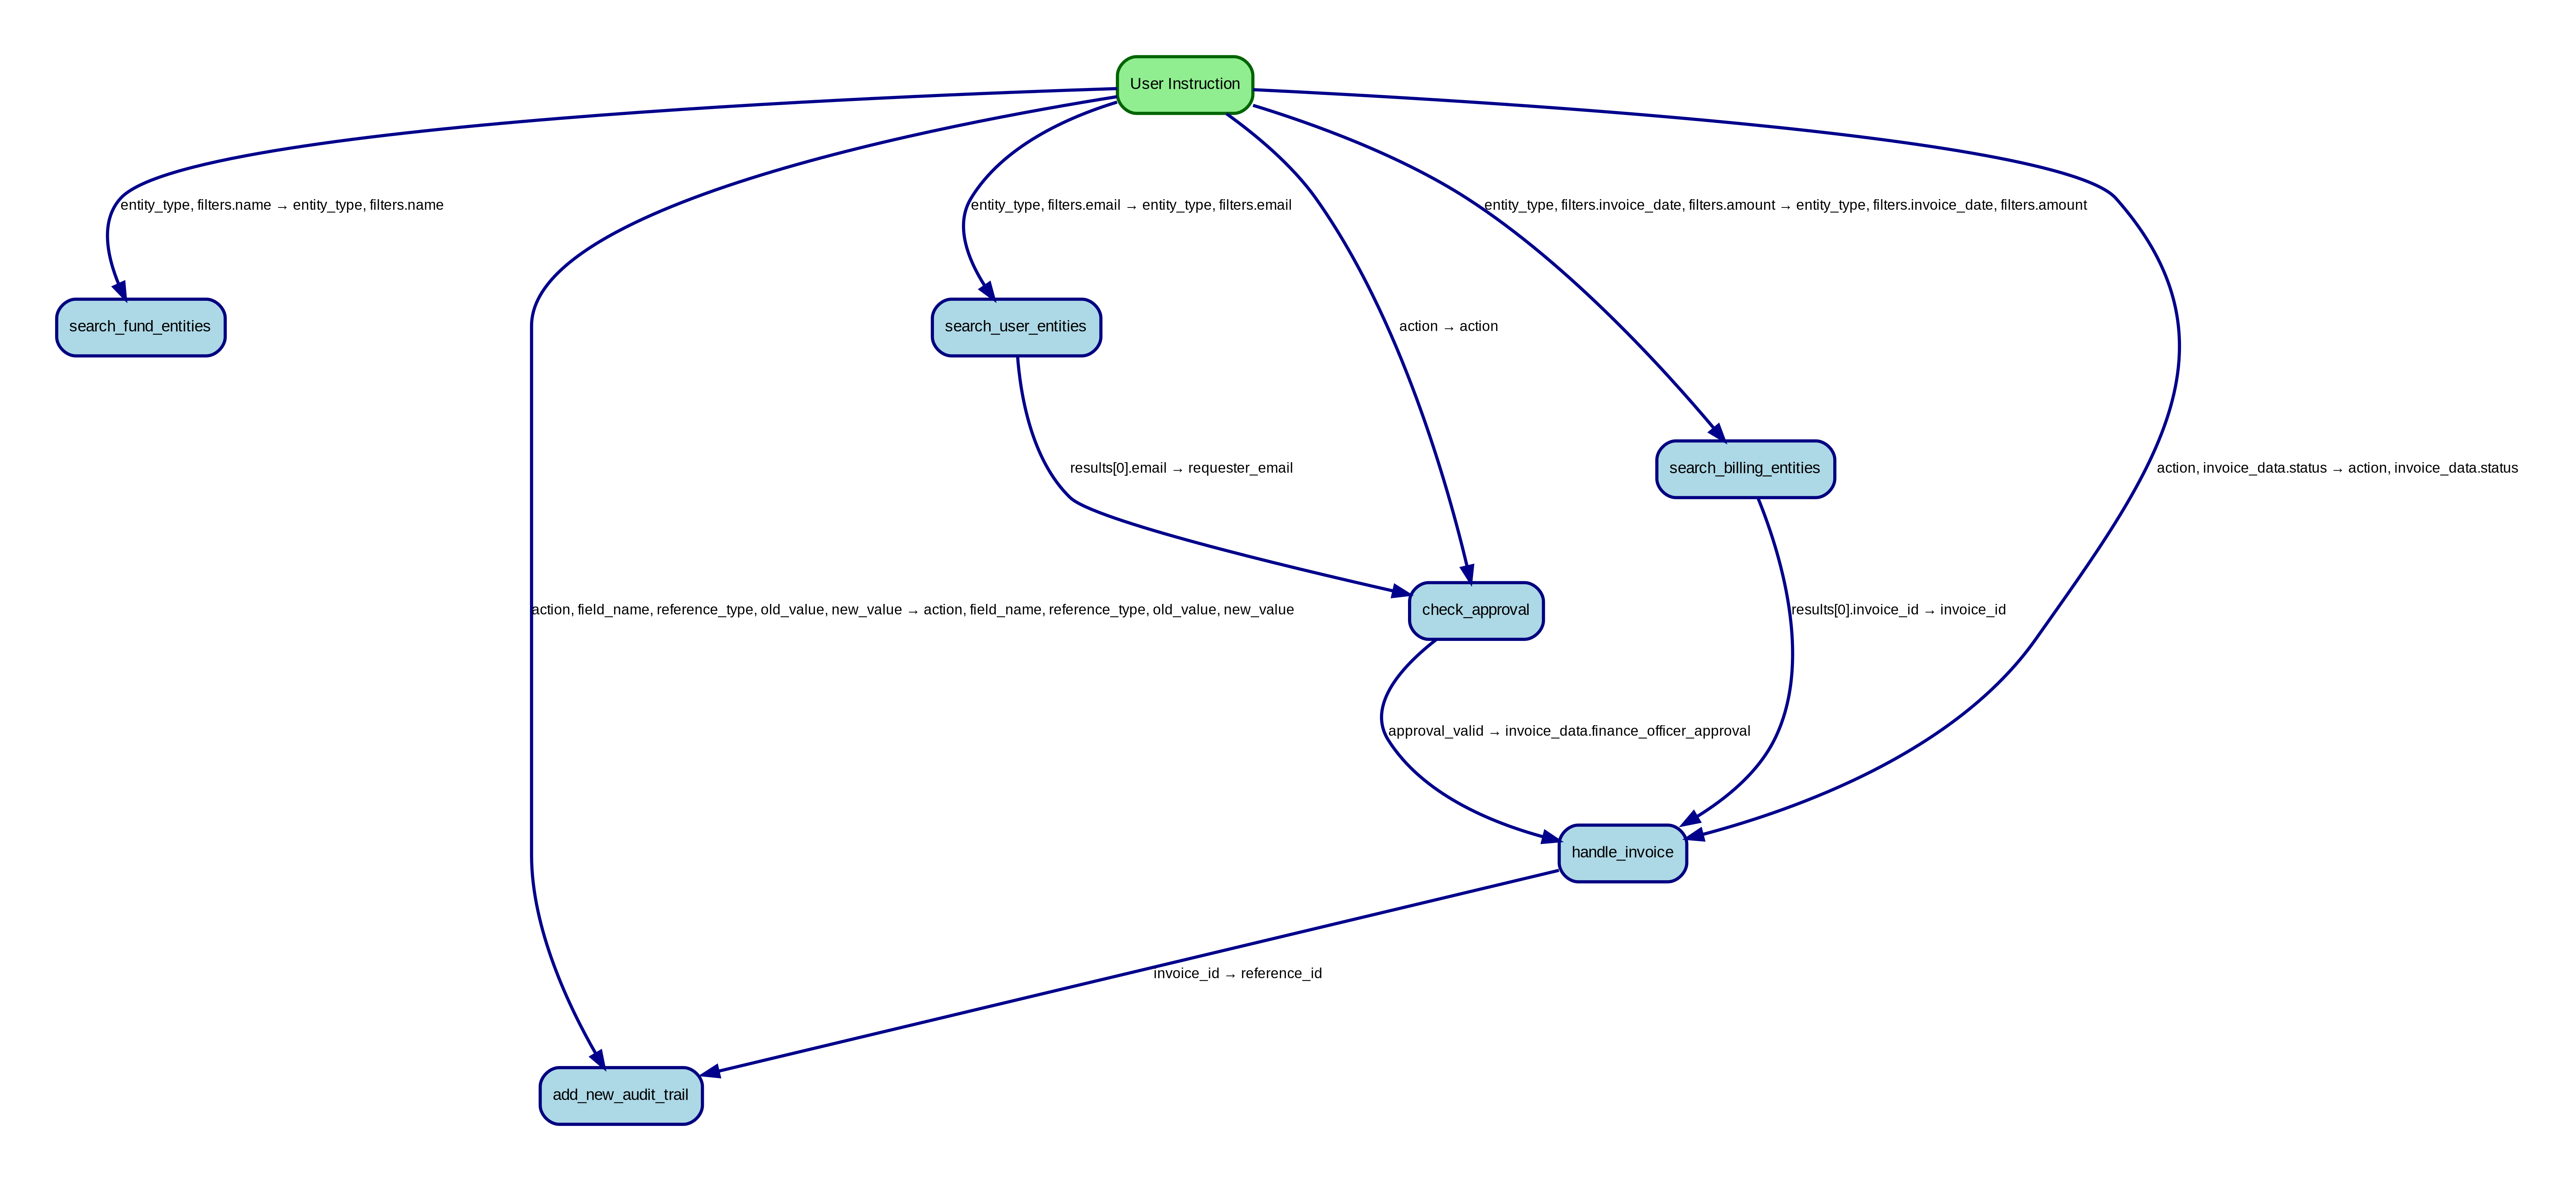 User Instruction
entity_type, filters.name → entity_type, filters.name
entity_type, filters.email → entity_type, filters.email
entity_type, filters.invoice_date, filters.amount → entity_type, filters.invoice_date, filters.amount
search_fund_entities
search_user_entities
action → action
results[0].email → requester_email
search_billing_entities
action, invoice_data.status → action, invoice_data.status
action, field_name, reference_type, old_value, new_value → action, field_name, reference_type, old_value, new_value
check_approval
results[0].invoice_id → invoice_id
approval_valid → invoice_data.finance_officer_approval
handle_invoice
invoice_id → reference_id
add_new_audit_trail